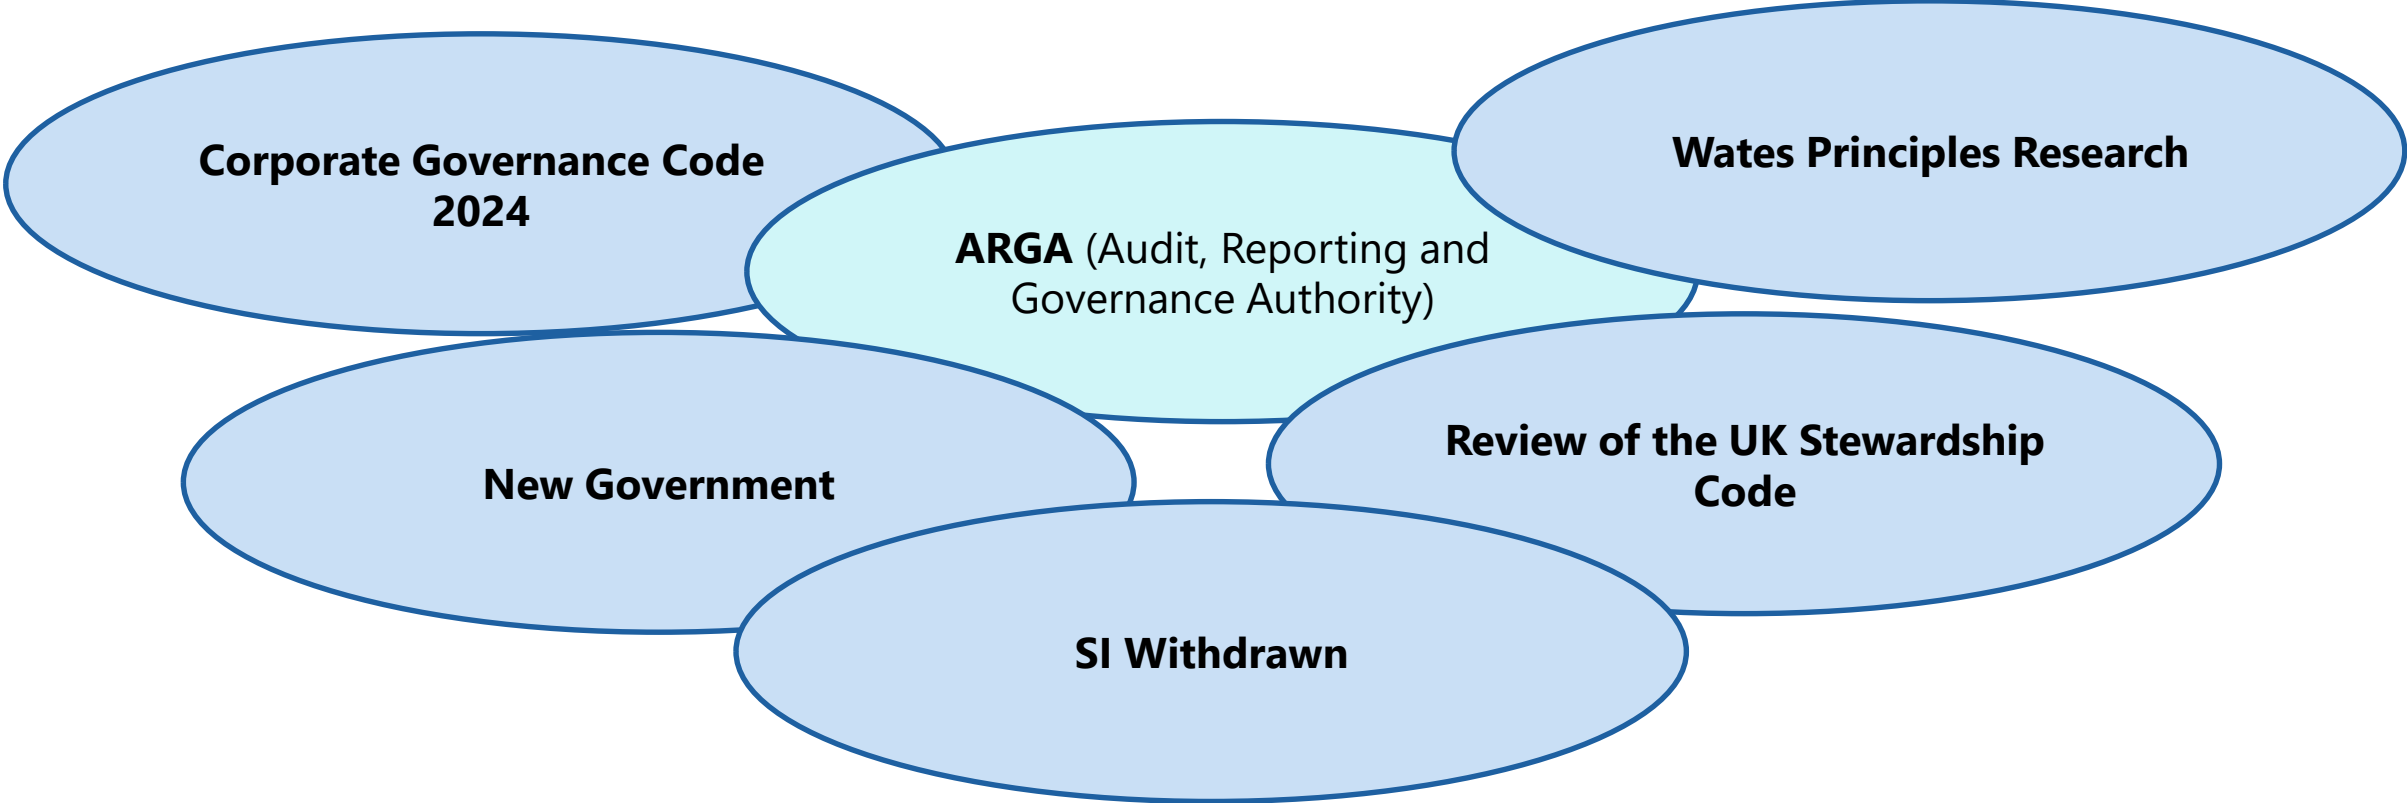 Corporate Governance Code
2024
ARGA (Audit, Reporting and
Governance Authority)
Wates Principles Research
New Government
Review of the UK Stewardship
Code
SI Withdrawn